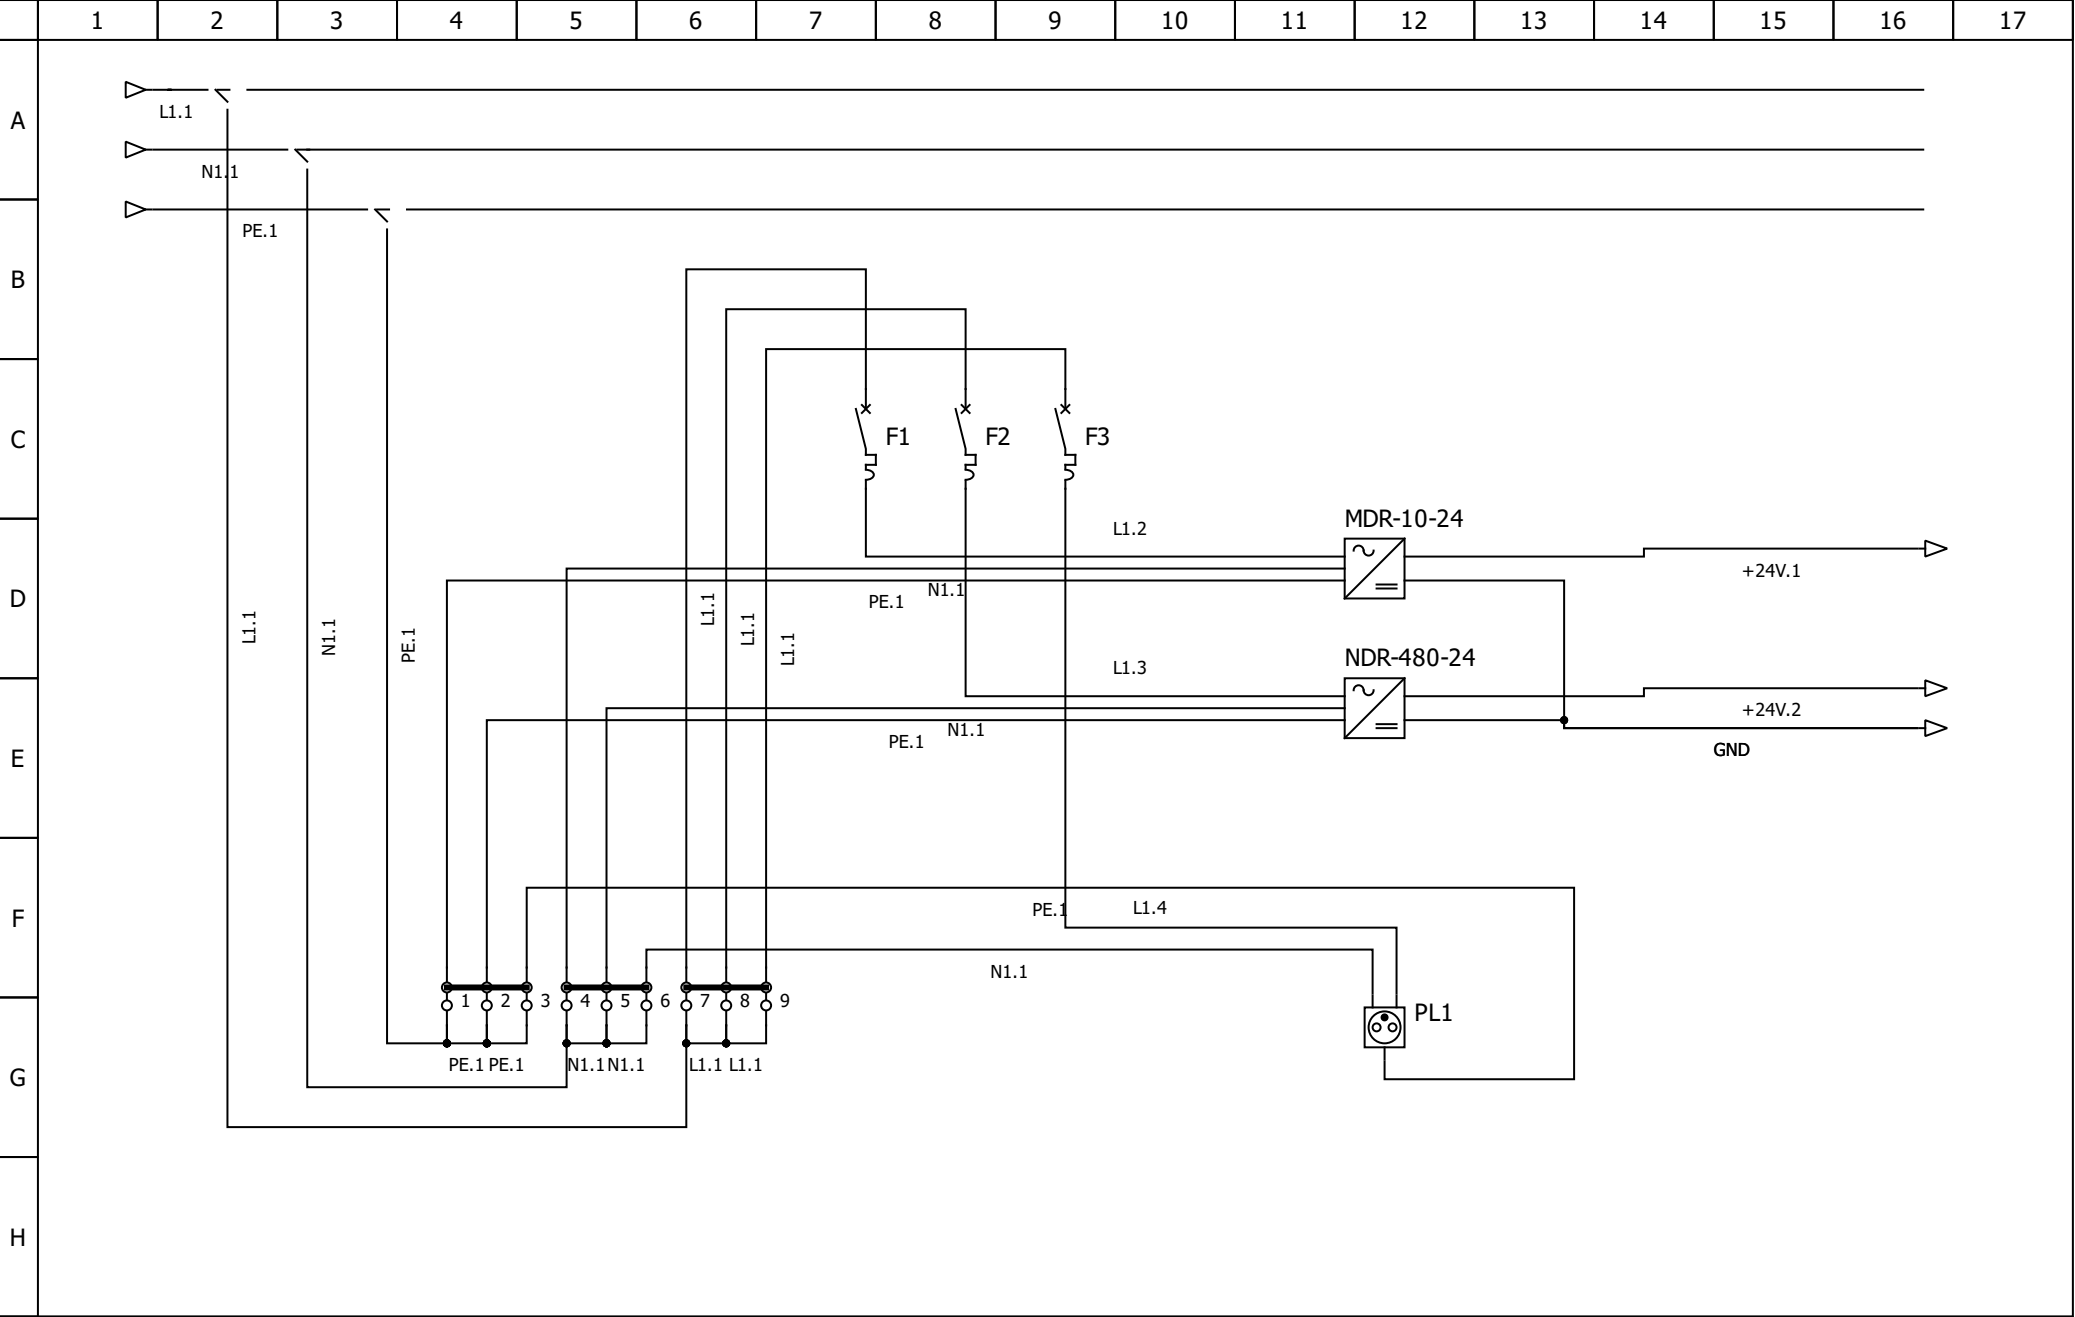 1 2 3 4 5 6 7 8 9 10 11 12 13 14 15 16 17
A
L1.1
N1.1
PE.1
B
C
F1 F2 F3
L1.2
MDR-10-24
D
+24V.1
N1.1
PE.1
L1.1
N1.1
PE.1
L1.1
L1.1
L1.1
L1.3
NDR-480-24
+24V.2
N1.1
PE.1
GND
E
F
PE.1
L1.4
N1.1
1 2 3 4 5 6 7 8 9
PL1
PE.1 PE.1 N1.1 N1.1 L1.1 L1.1
G
H